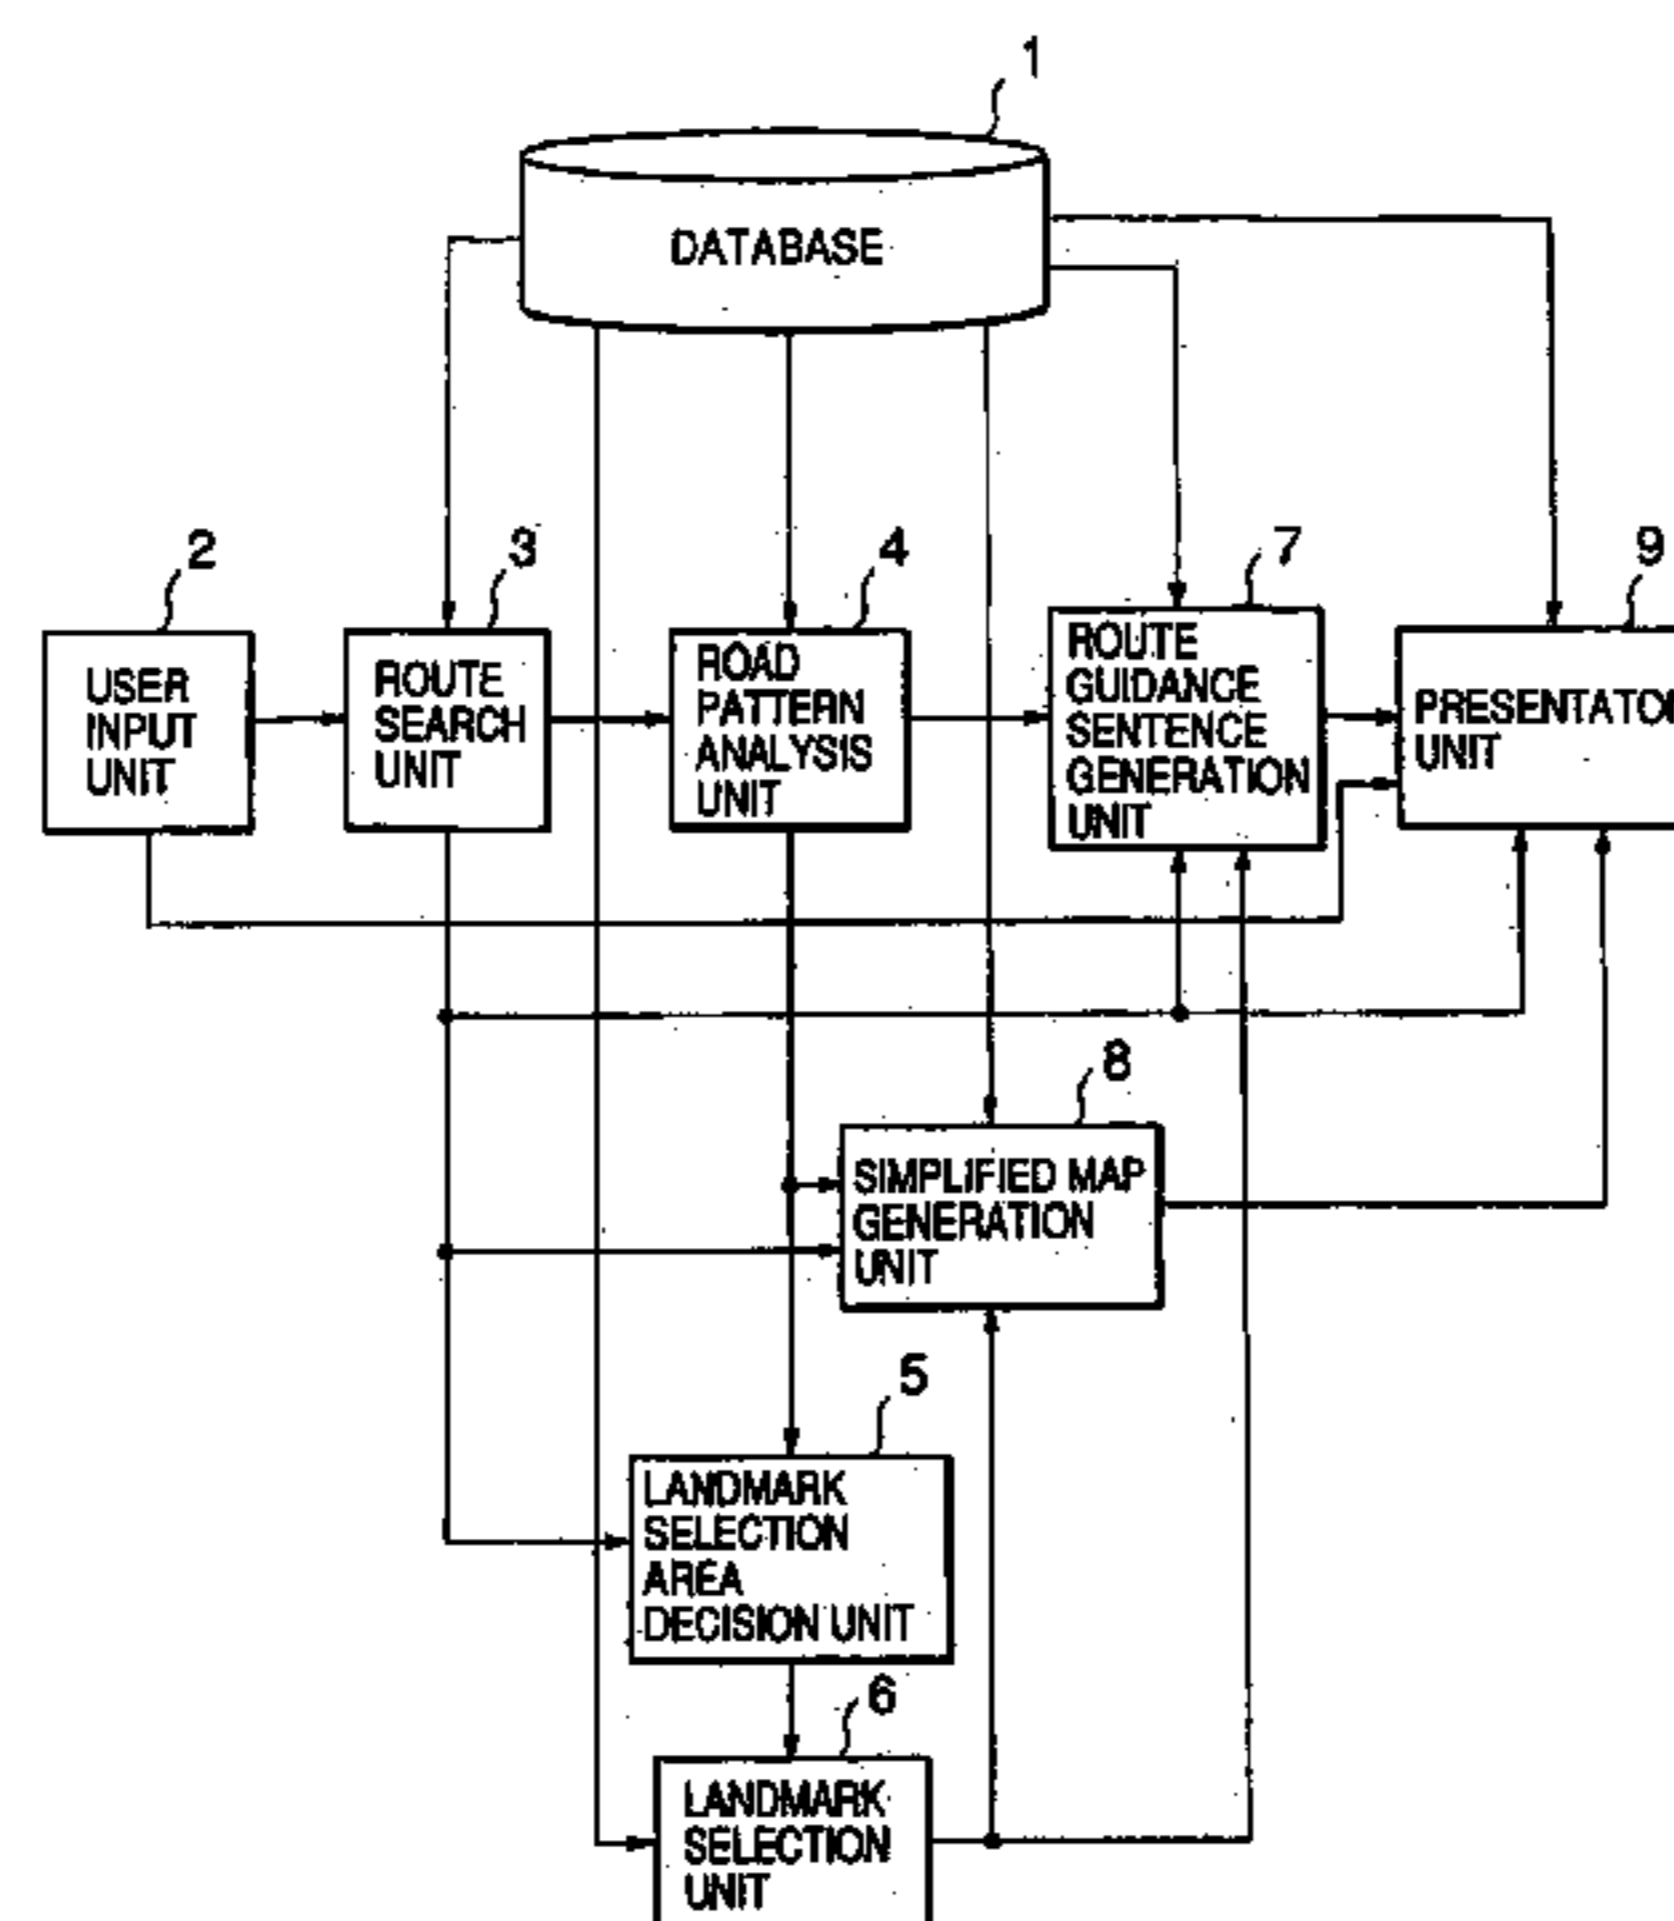 1
DATABASE
2
USER
INPUT
UNIT
3
ROUTE
SEARCH
UNIT
4
ROAD
PATTERN
ANALYSIS
UNIT
7
ROUTE
GUIDANCE
SENTENCE
GENERATION
UNIT
9
PRESENTATIO
UNIT
8
SIMPLIFIED MAP
GENERATION
UNIT
5
LANDMARK
SELECTION
AREA
DECISION UNIT
6
LANDMARK
SELECTION
UNIT